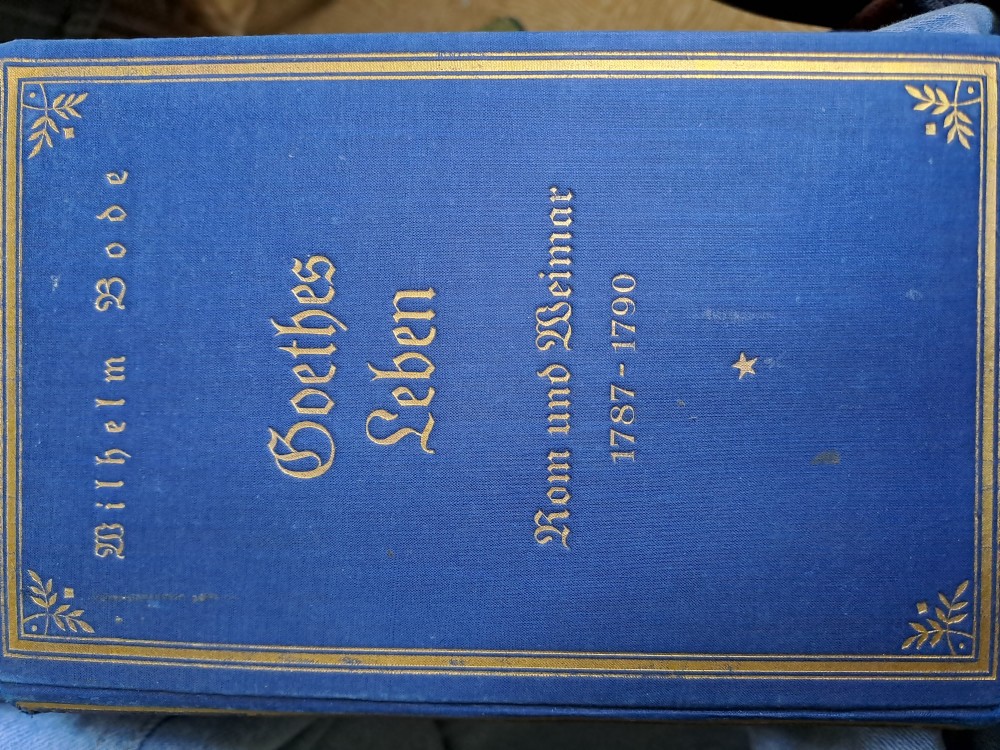 Wilhelm Bode
Goethes
Leben
Rom und Weimar
1787-1790